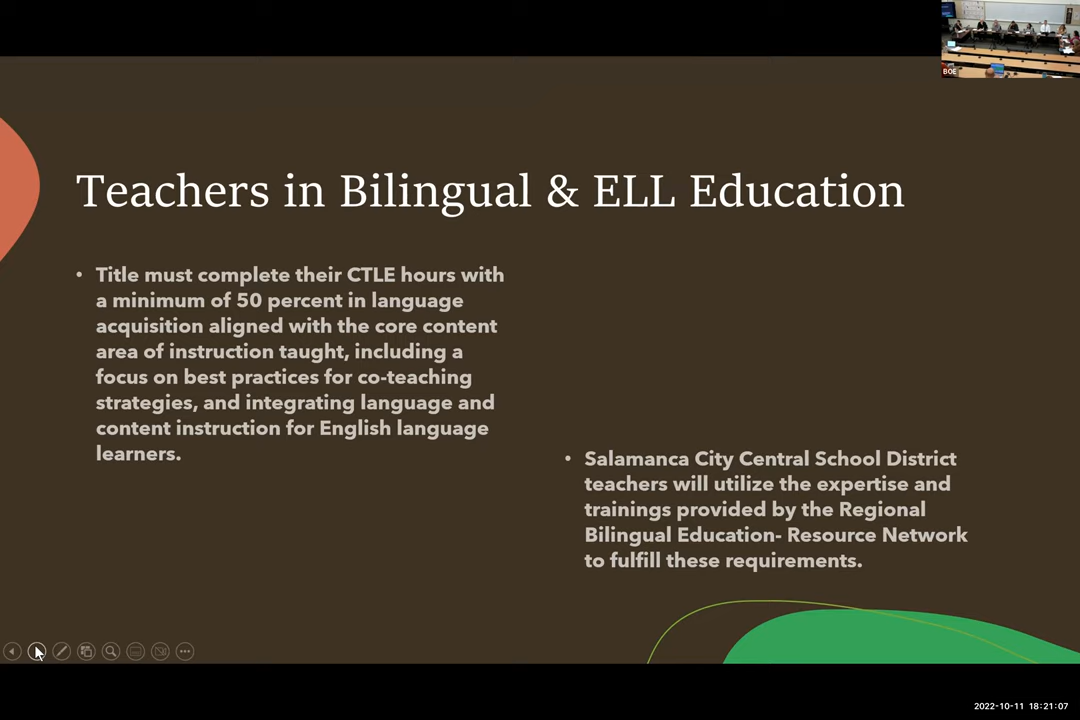 BOE
Teachers in Bilingual & ELL Education
• Title must complete their CTLE hours with
a minimum of 50 percent in language
acquisition aligned with the core content
area of instruction taught, including a
focus on best practices for co-teaching
strategies, and integrating language and
content instruction for English language
learners.
• Salamanca City Central School District
teachers will utilize the expertise and
trainings provided by the Regional
Bilingual Education- Resource Network
to fulfill these requirements.
2022-10-11 18:21:07